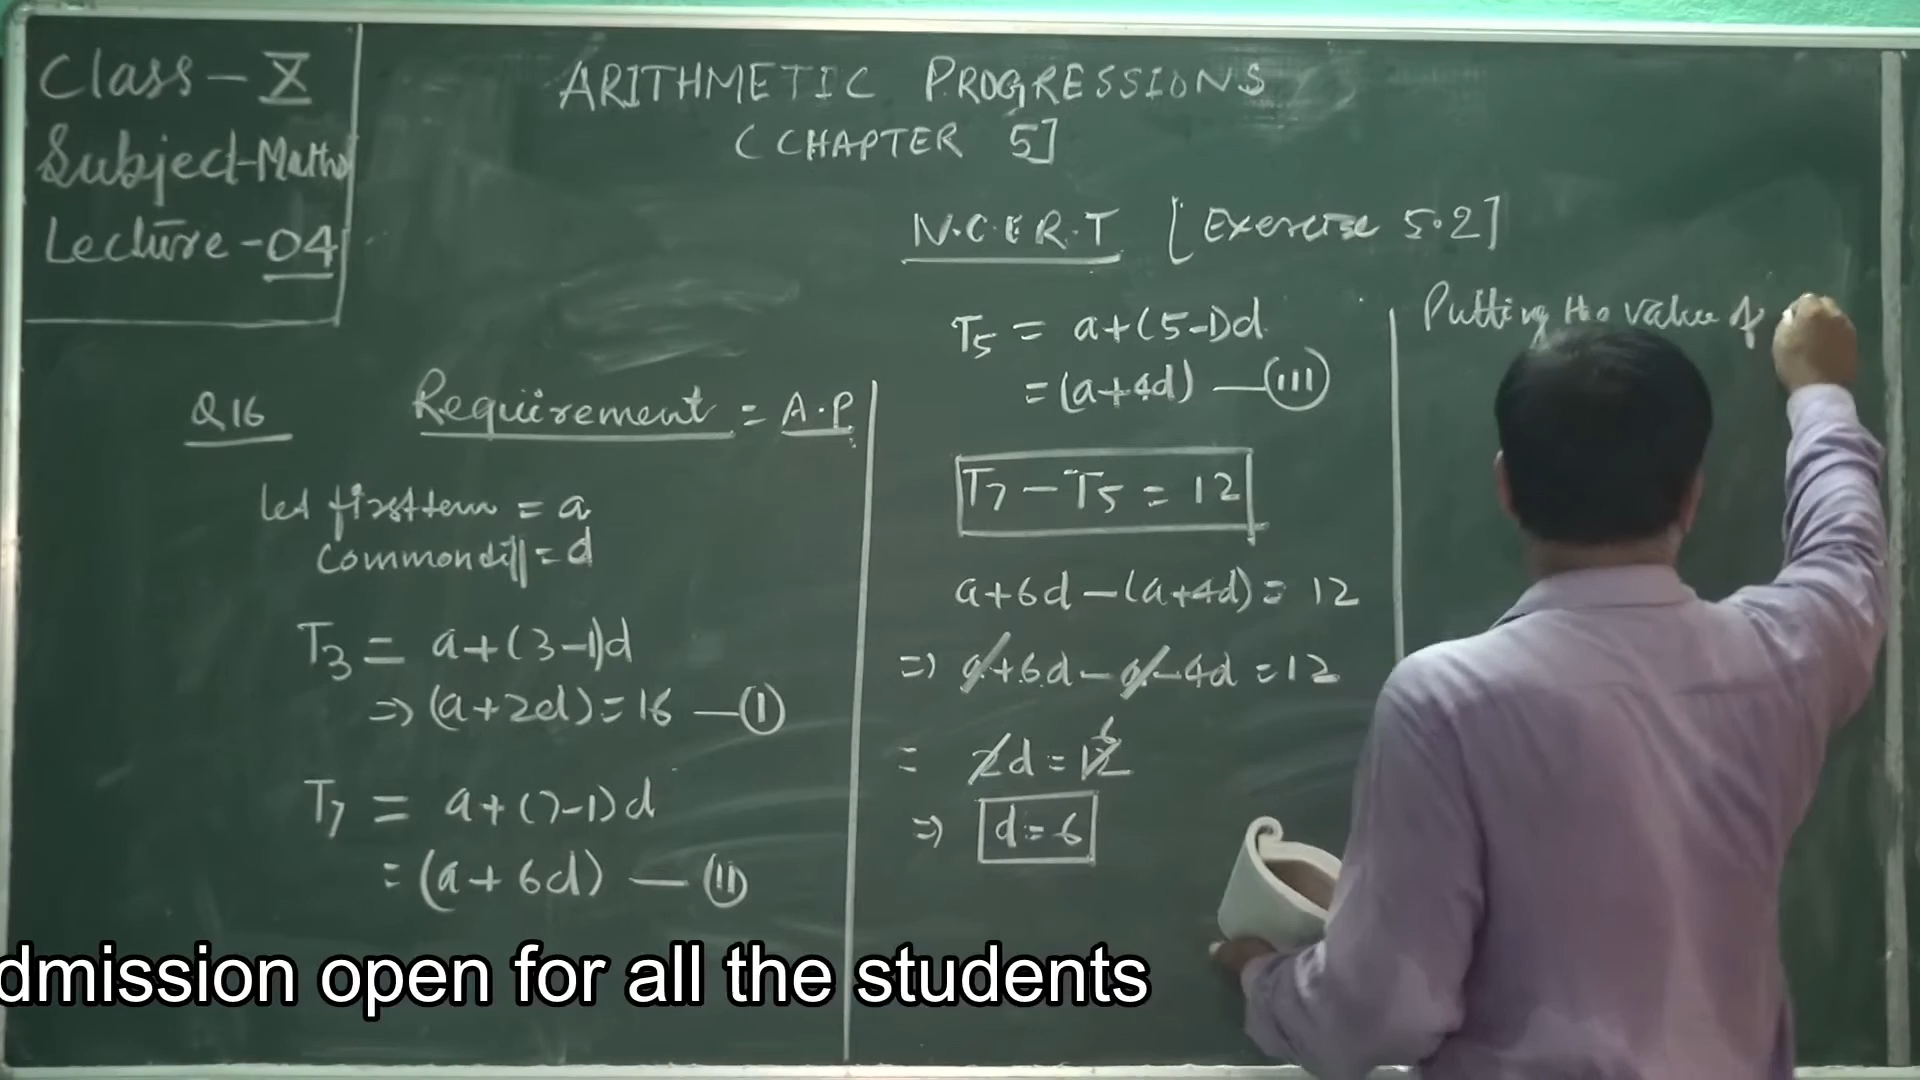 Class - X
Subject-Maths
Lecture - 04
ARITHMETIC PROGRESSIONS
(CHAPTER 5]
N.C.E.R.T [Exercise 5.2]
Q16 Requirement = A.P.
Let first term = a
Common diff = d
T3 = a+(3-1)d
=> (a+2d) = 16 — (I)
T7 = a+(7-1)d
= (a+6d) — (II)
T5 = a+(5-1)d
= (a+4d) — (III)
T7 - T5 = 12
a+6d-(a+4d) = 12
=> a+6d-a-4d = 12
= 2d = 12 6
=> d = 6
Putting the value of
dmission open for all the students